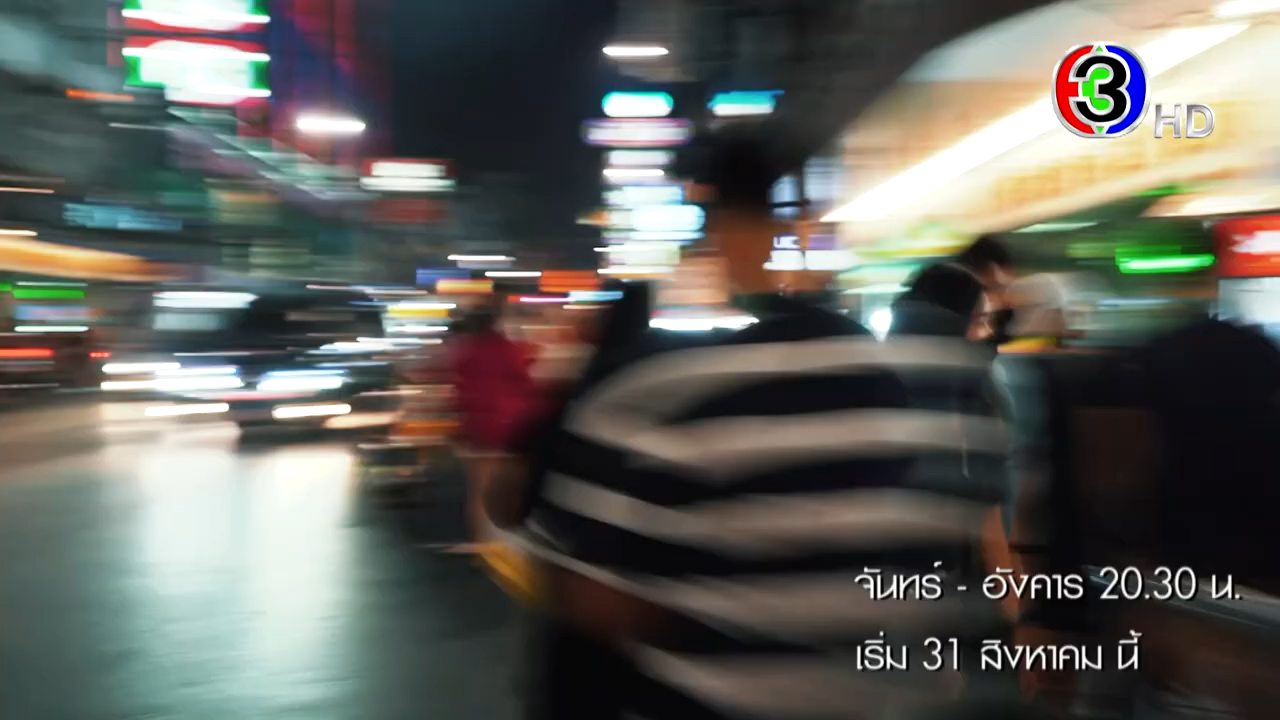 3 HD
จันทร์ - อังคาร 20.30 น.
เริ่ม 31 สิงหาคม นี้